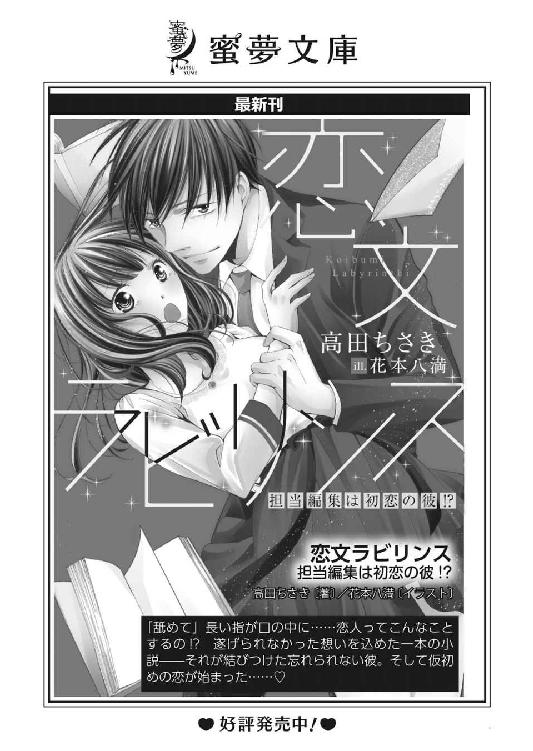 蜜夢
MITSU
YUME
蜜夢文庫
最新刊
恋文
Koibumi
Labyrinthi
ラビリンス
高田ちさき
ill. 花本八満
担当編集は初恋の彼!?
恋文ラビリンス
担当編集は初恋の彼!?
高田ちさき〔著〕/花本八満〔イラスト〕
「舐めて」長い指が口の中に……恋人ってこんなこと
するの!? 遂げられなかった想いを込めた一本の小
説――それが結びつけた忘れられない彼。そして仮初
めの恋が始まった……♡
♥好評発売中!♥